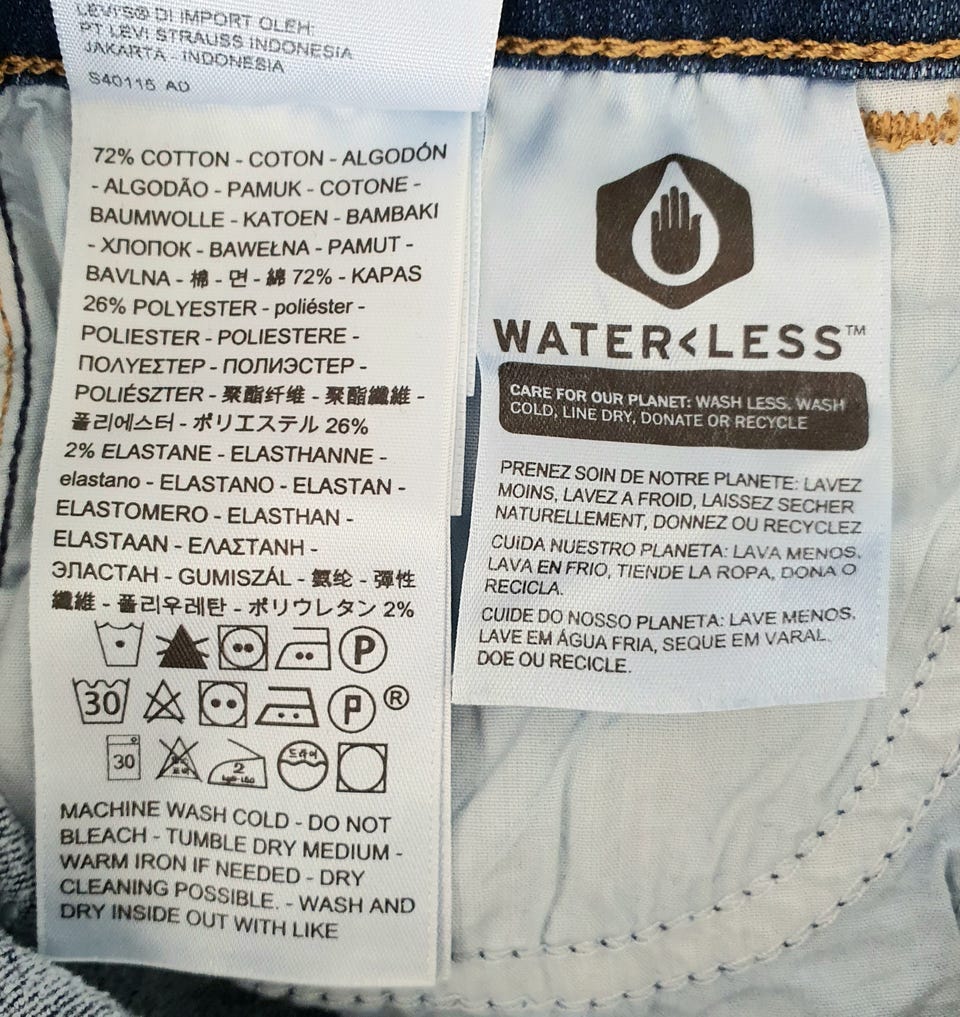 LEVI'S® DI IMPORT OLEH:
PT LEVI STRAUSS INDONESIA
JAKARTA - INDONESIA
S40115 AO
72% COTTON - COTON - ALGODÓN
- ALGODÃO - PAMUK - COTONE -
BAUMWOLLE - KATOEN - BAMBAKI
- ХЛОПОК - BAWEŁNA - PAMUT -
BAVLNA - 棉 - 면 - 綿 72% - KAPAS
26% POLYESTER - poliéster -
POLIESTER - POLIESTERE -
ΠΟΛΥΕΣΤΕΡ - ПОЛИЭСТЕР -
POLIÉSZTER - 聚酯纤维 - 聚酯纖維 -
폴리에스터 - ポリエステル 26%
2% ELASTANE - ELASTHANNE -
elastano - ELASTANO - ELASTAN -
ELASTOMERO - ELASTHAN -
ELASTAAN - ΕΛΑΣΤΑΝΗ -
ЭЛАСТАН - GUMISZÁL - 氨纶 - 彈性
纖維 - 폴리우레탄 - ポリウレタン 2%
P
30 P ®
30 2 드라이
MACHINE WASH COLD - DO NOT
BLEACH - TUMBLE DRY MEDIUM -
WARM IRON IF NEEDED - DRY
CLEANING POSSIBLE. - WASH AND
DRY INSIDE OUT WITH LIKE
WATER<LESS™
CARE FOR OUR PLANET: WASH LESS, WASH
COLD, LINE DRY, DONATE OR RECYCLE
PRENEZ SOIN DE NOTRE PLANETE: LAVEZ
MOINS, LAVEZ A FROID, LAISSEZ SECHER
NATURELLEMENT, DONNEZ OU RECYCLEZ
CUIDA NUESTRO PLANETA: LAVA MENOS,
LAVA EN FRIO, TIENDE LA ROPA, DONA O
RECICLA.
CUIDE DO NOSSO PLANETA: LAVE MENOS,
LAVE EM ÁGUA FRIA, SEQUE EM VARAL,
DOE OU RECICLE.